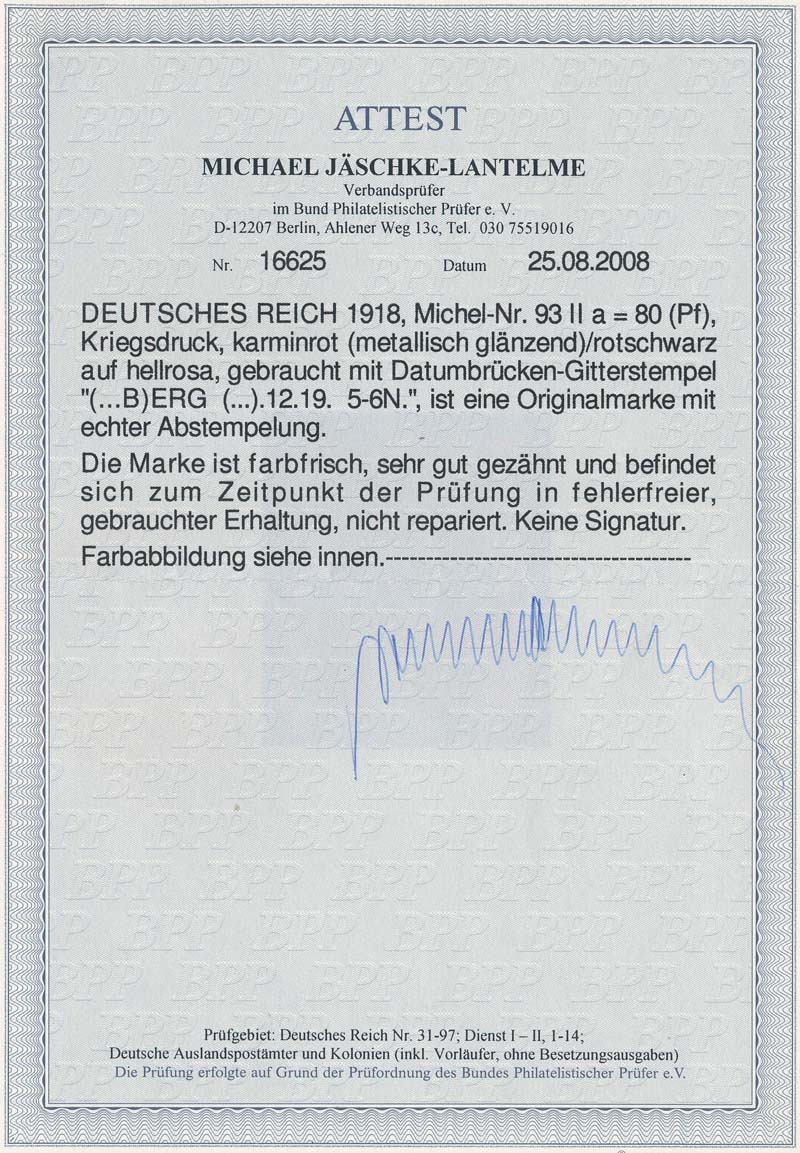 ATTEST
MICHAEL JÄSCHKE-LANTELME
Verbandsprüfer
im Bund Philatelistischer Prüfer e. V.
D-12207 Berlin, Ahlener Weg 13c, Tel. 030 75519016
Nr. 16625 Datum 25.08.2008
DEUTSCHES REICH 1918, Michel-Nr. 93 II a = 80 (Pf),
Kriegsdruck, karminrot (metallisch glänzend)/rotschwarz
auf hellrosa, gebraucht mit Datumbrücken-Gitterstempel
"(...B)ERG (...).12.19. 5-6N.", ist eine Originalmarke mit
echter Abstempelung.
Die Marke ist farbfrisch, sehr gut gezähnt und befindet
sich zum Zeitpunkt der Prüfung in fehlerfreier,
gebrauchter Erhaltung, nicht repariert. Keine Signatur.
Farbabbildung siehe innen.---------------------------------------
Prüfgebiet: Deutsches Reich Nr. 31-97; Dienst I – II, 1-14;
Deutsche Auslandspostämter und Kolonien (inkl. Vorläufer, ohne Besetzungsausgaben)
Die Prüfung erfolgte auf Grund der Prüfordnung des Bundes Philatelistischer Prüfer e.V.